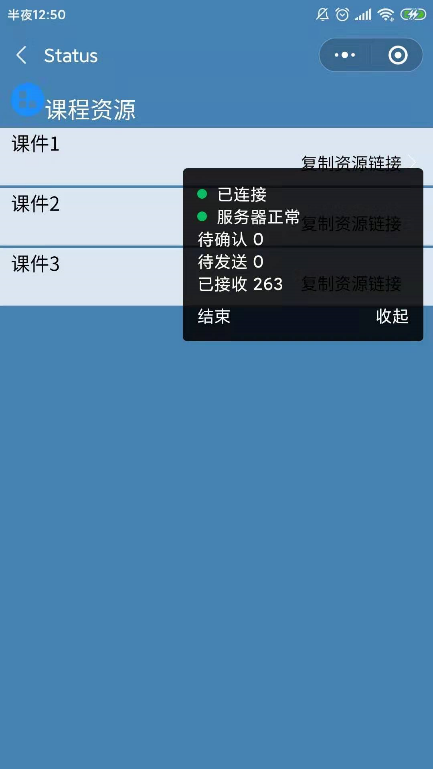 半夜12:50
Status
课程资源
课件1
复制资源链接
已连接
服务器正常
待确认 0
待发送 0
已接收 263
结束 收起
课件2
复制资源链接
课件3
复制资源链接